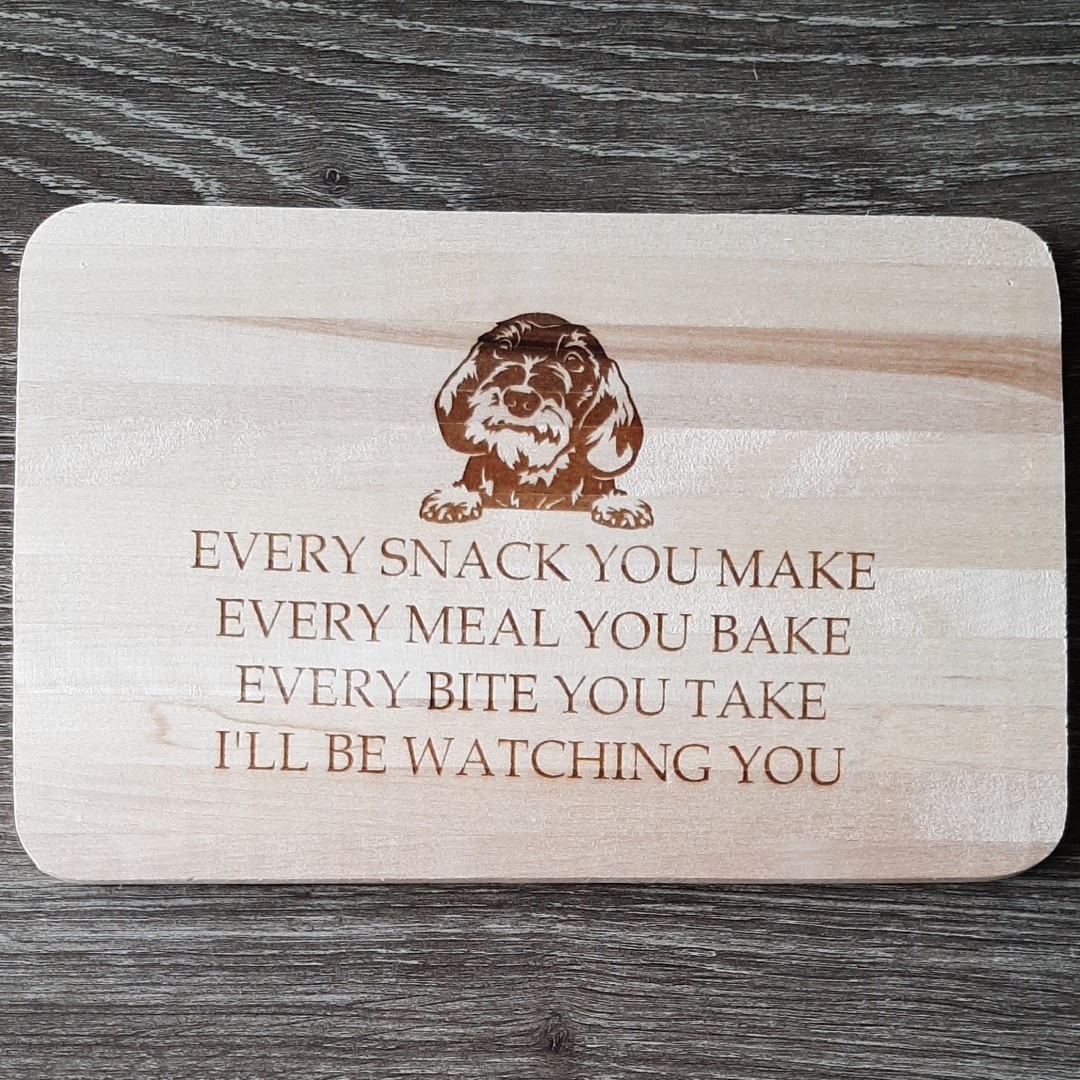 EVERY SNACK YOU MAKE
EVERY MEAL YOU BAKE
EVERY BITE YOU TAKE
I'LL BE WATCHING YOU